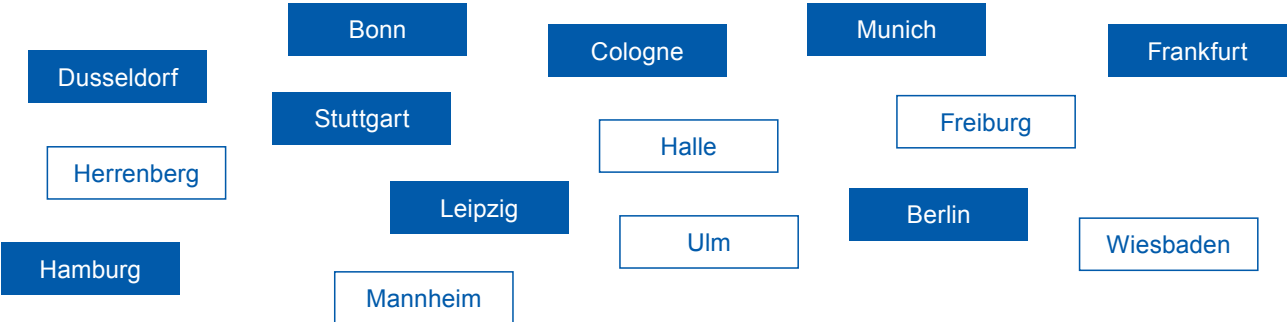 Bonn
Munich
Cologne
Frankfurt
Dusseldorf
Stuttgart
Freiburg
Halle
Herrenberg
Leipzig
Berlin
Ulm
Wiesbaden
Hamburg
Mannheim